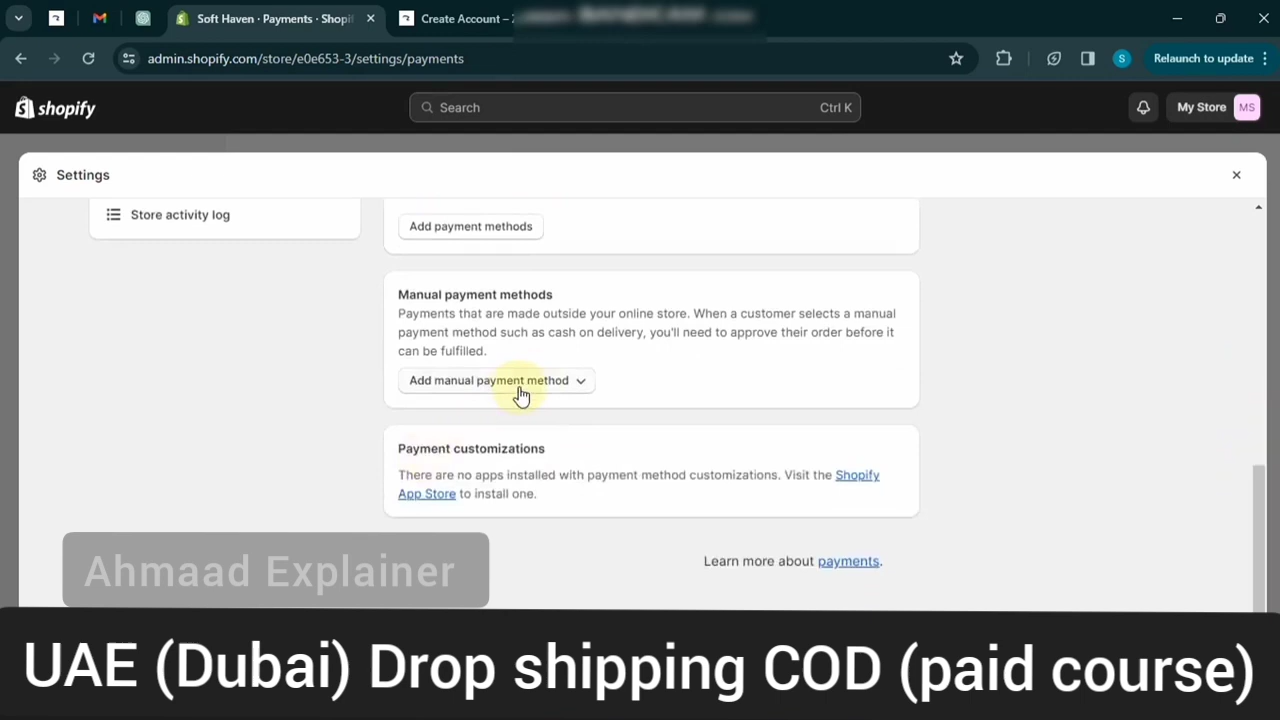 Soft Haven · Payments · Shopif
Create Account –
admin.shopify.com/store/e0e653-3/settings/payments
S
Relaunch to update
shopify
Search
Ctrl K
My Store
MS
Settings
Store activity log
Add payment methods
Manual payment methods
Payments that are made outside your online store. When a customer selects a manual
payment method such as cash on delivery, you'll need to approve their order before it
can be fulfilled.
Add manual payment method
Payment customizations
There are no apps installed with payment method customizations. Visit the Shopify
App Store to install one.
Learn more about payments.
Ahmaad Explainer
UAE (Dubai) Drop shipping COD (paid course)